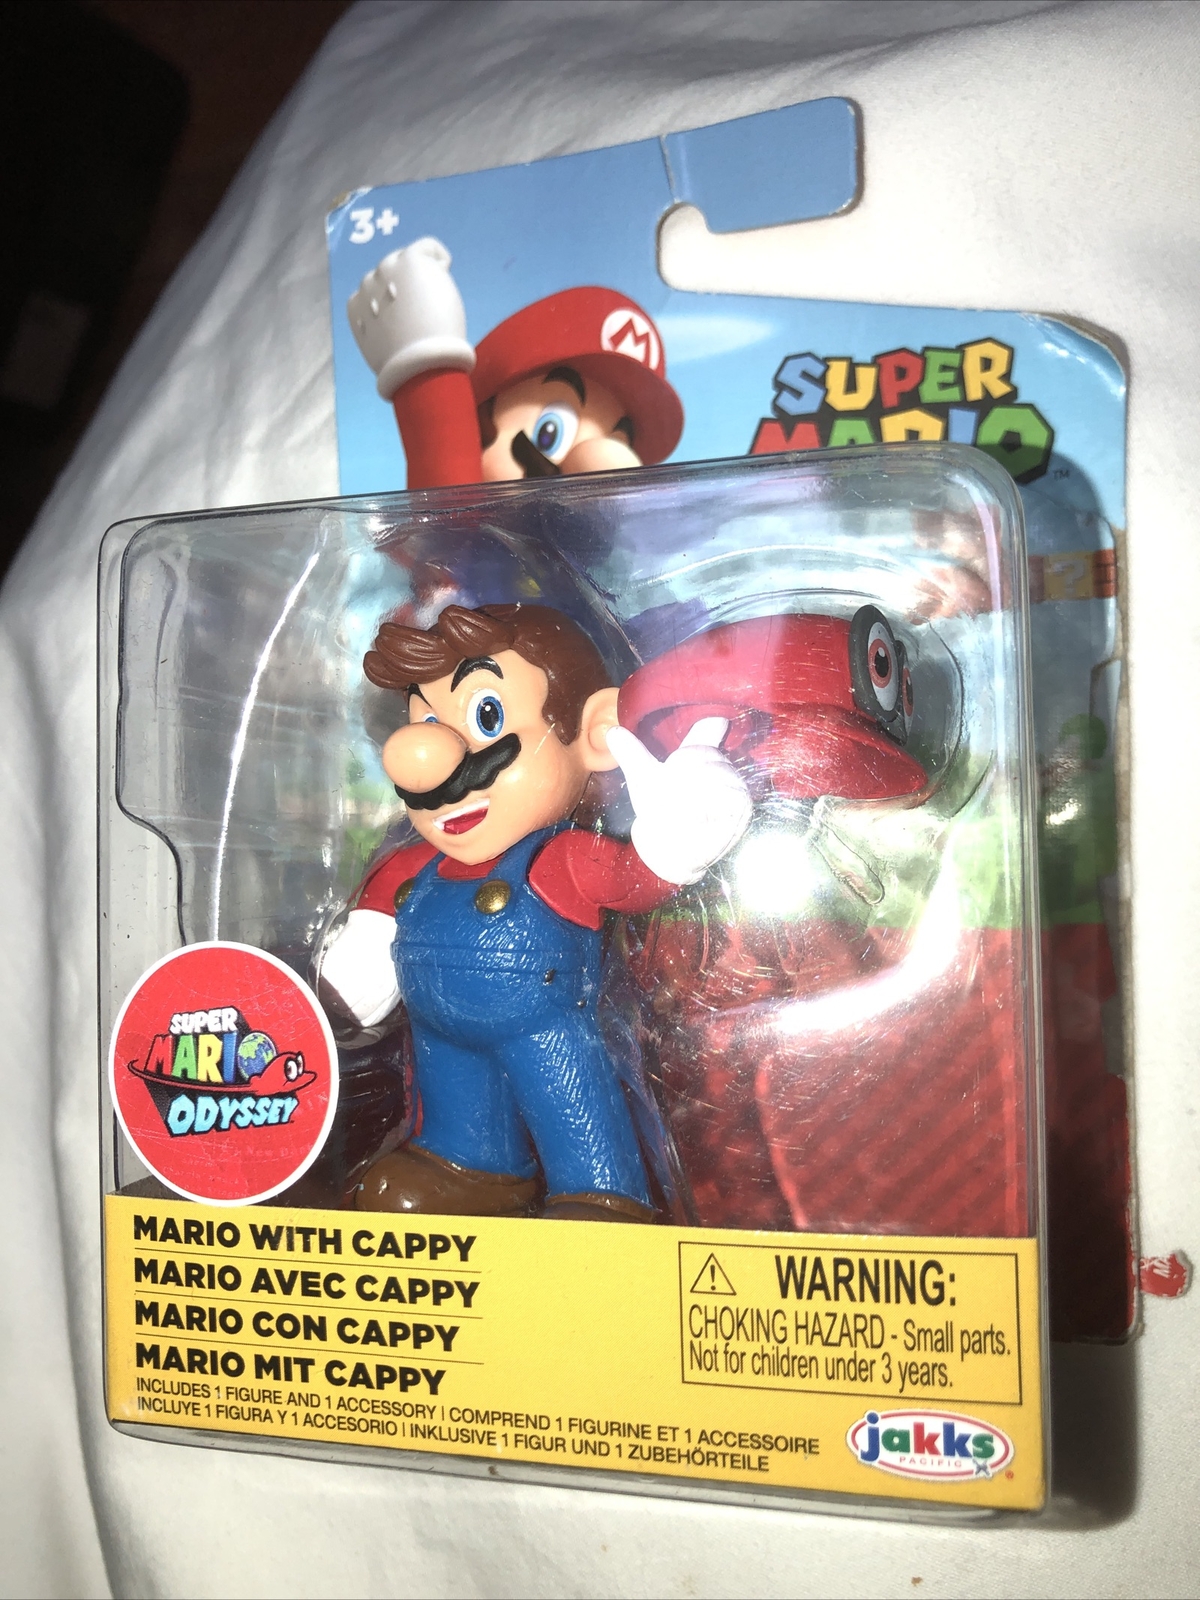 3+
M
SUPER
MARIO
TM
?
SUPER
MARIO
ODYSSEY
MARIO WITH CAPPY
MARIO AVEC CAPPY
MARIO CON CAPPY
MARIO MIT CAPPY
INCLUDES 1 FIGURE AND 1 ACCESSORY | COMPREND 1 FIGURINE ET 1 ACCESSOIRE
INCLUYE 1 FIGURA Y 1 ACCESORIO | INKLUSIVE 1 FIGUR UND 1 ZUBEHÖRTEILE
WARNING:
CHOKING HAZARD - Small parts.
Not for children under 3 years.
jakks
PACIFIC